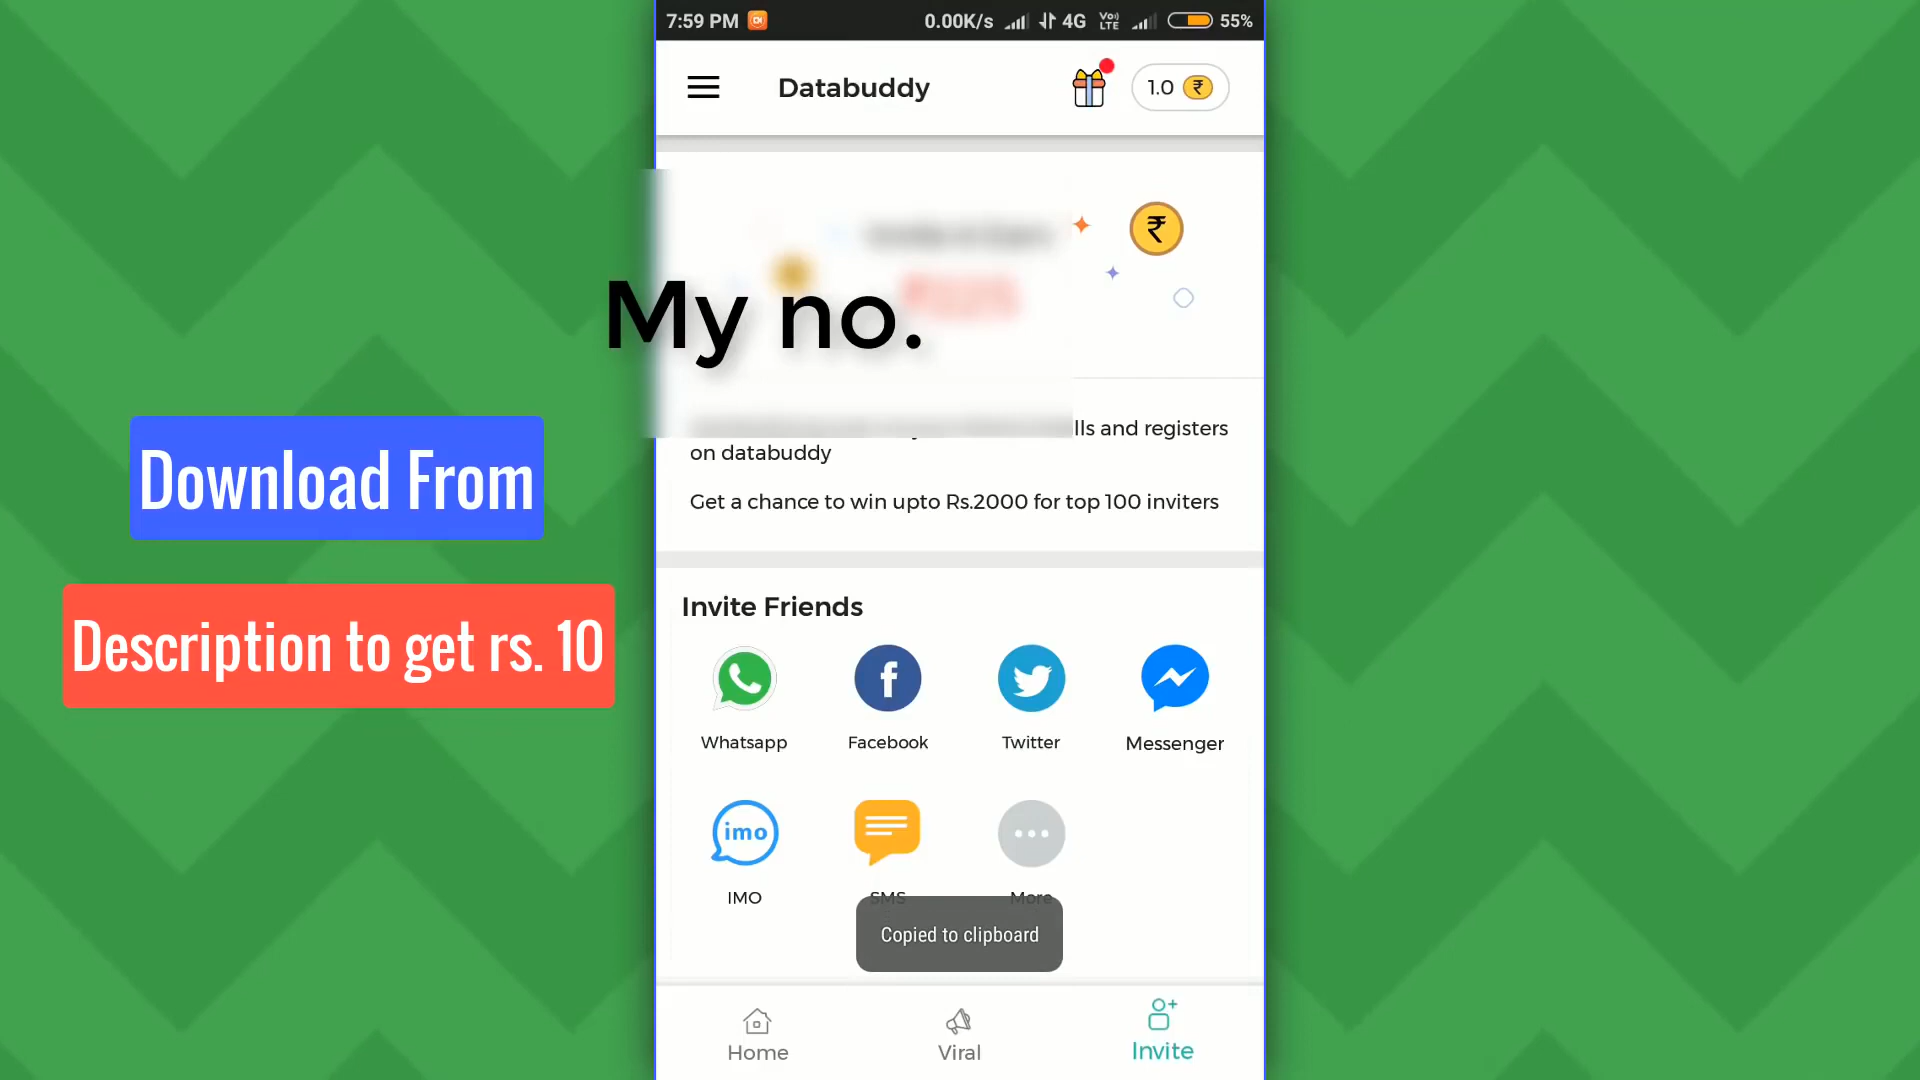 7:59 PM 0.00K/s 4G Vo) LTE 55%
Databuddy
1.0 ₹
₹
My no.
lls and registers
on databuddy
Get a chance to win upto Rs.2000 for top 100 inviters
Download From
Description to get rs. 10
Invite Friends
Whatsapp Facebook Twitter Messenger
imo
IMO SMS More
Copied to clipboard
Home Viral Invite